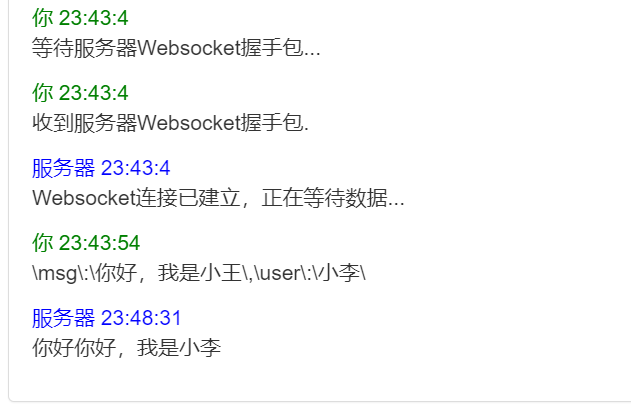 你 23:43:4
等待服务器Websocket握手包...
你 23:43:4
收到服务器Websocket握手包.
服务器 23:43:4
Websocket连接已建立，正在等待数据...
你 23:43:54
\msg\:\你好，我是小王\,\user\:\小李\
服务器 23:48:31
你好你好，我是小李